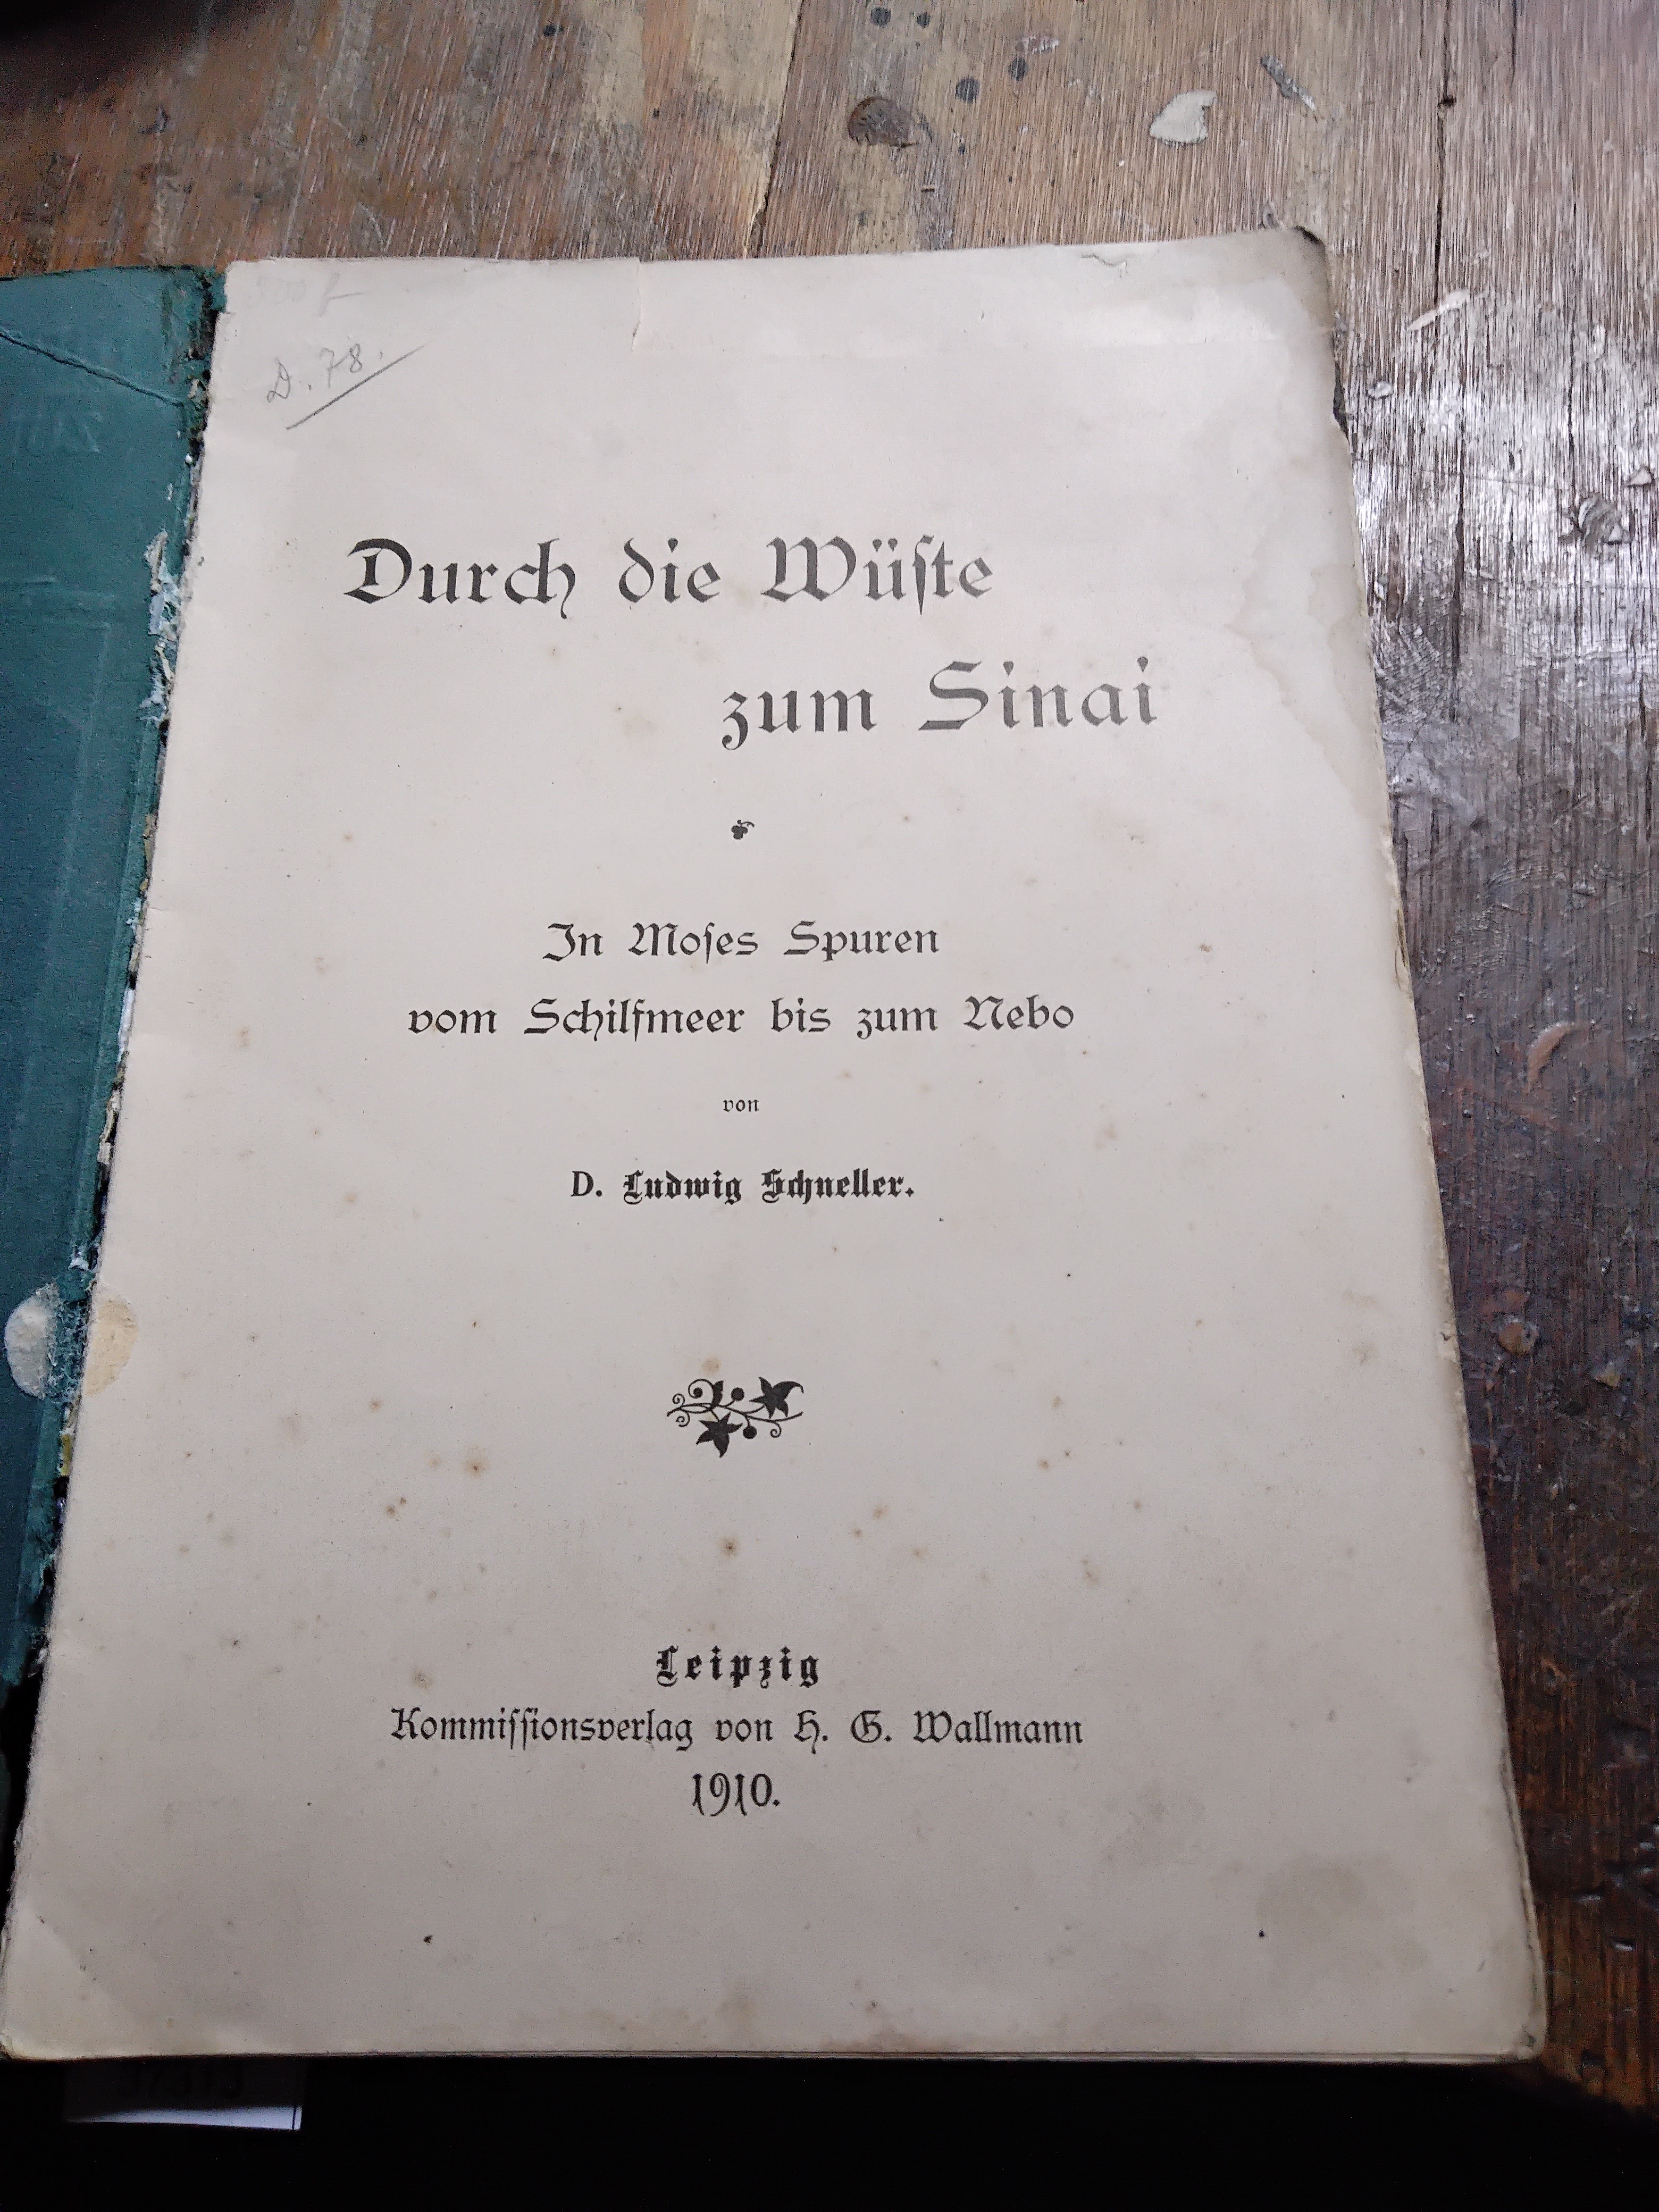 D. 78.
Durch die Wüſte
zum Sinai
In Moſes Spuren
vom Schilfmeer bis zum Nebo
von
D. Ludwig Schneller.
Leipzig
Kommiſſionsverlag von H. G. Wallmann
1910.